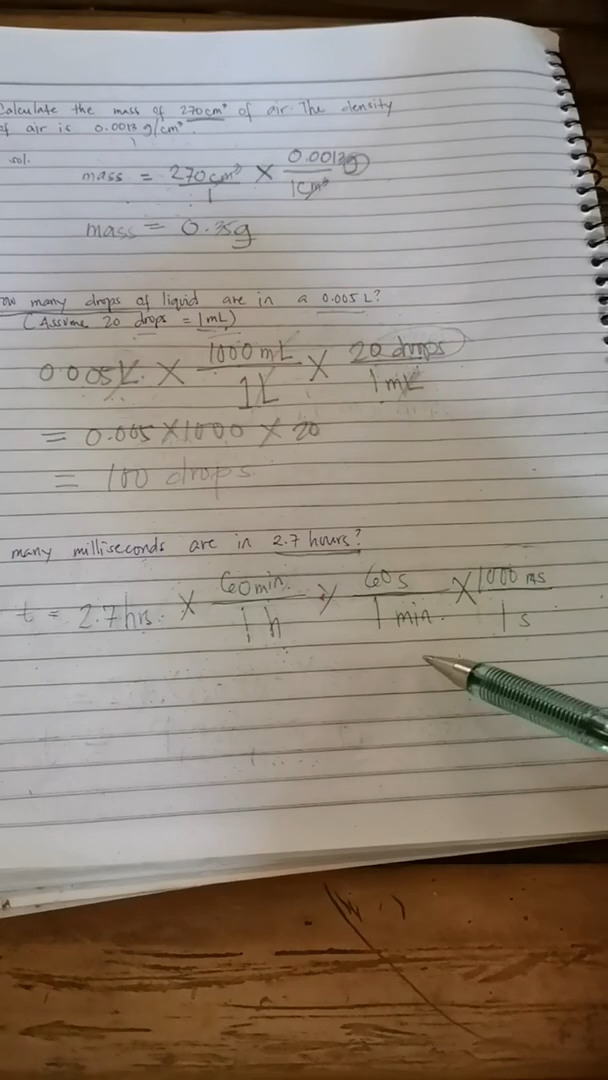 Calculate the mass of 270cm³ of air. The density
of air is 0.0013 g/cm³.
sol.
mass = 270cm³/1 × 0.0013g/1cm³
mass = 0.35g
ow many drops of liquid are in a 0.005 L?
(Assume 20 drops = 1mL)
0.005L × 1000mL/1L × 20 drops/1mL
= 0.005 × 1000 × 20
= 100 drops
many milliseconds are in 2.7 hours?
t = 2.7hrs. × 60min./1h × 60s/1min. × 1000ms/1s